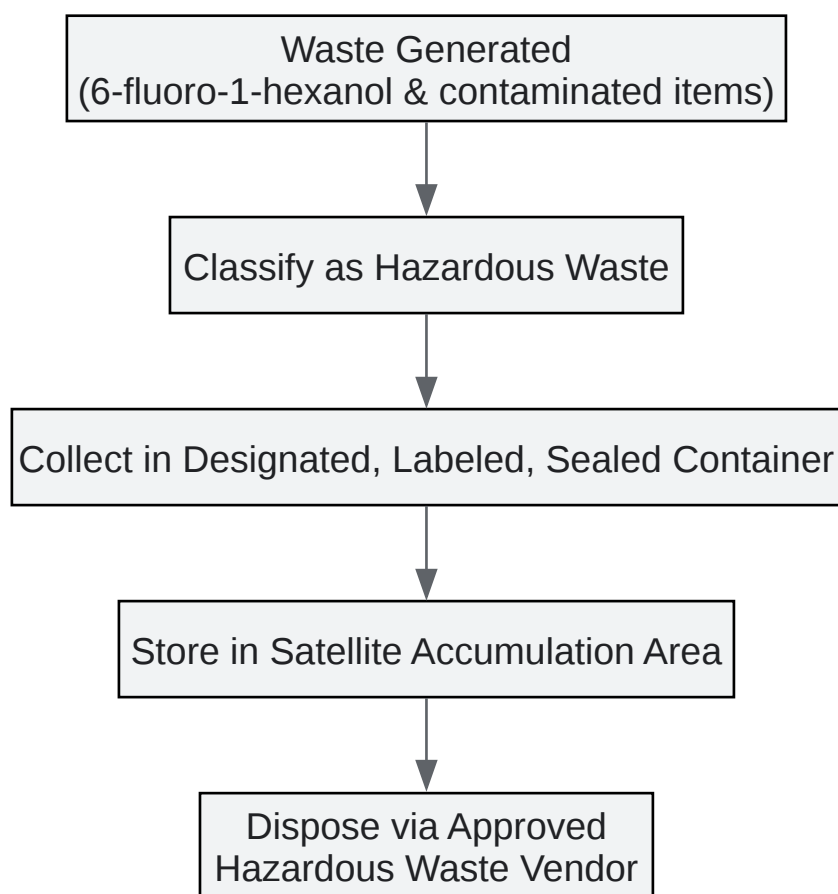 Waste Generated
(6-fluoro-1-hexanol & contaminated items)
Classify as Hazardous Waste
Collect in Designated, Labeled, Sealed Container
Store in Satellite Accumulation Area
Dispose via Approved
Hazardous Waste Vendor